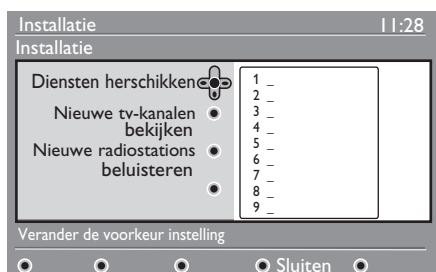 Installatie 11:28
Installatie
Diensten herschikken
Nieuwe tv-kanalen
bekijken
Nieuwe radiostations
beluisteren
1 _
2 _
3 _
4 _
5 _
6 _
7 _
8 _
9 _
Verander de voorkeur instelling
Sluiten